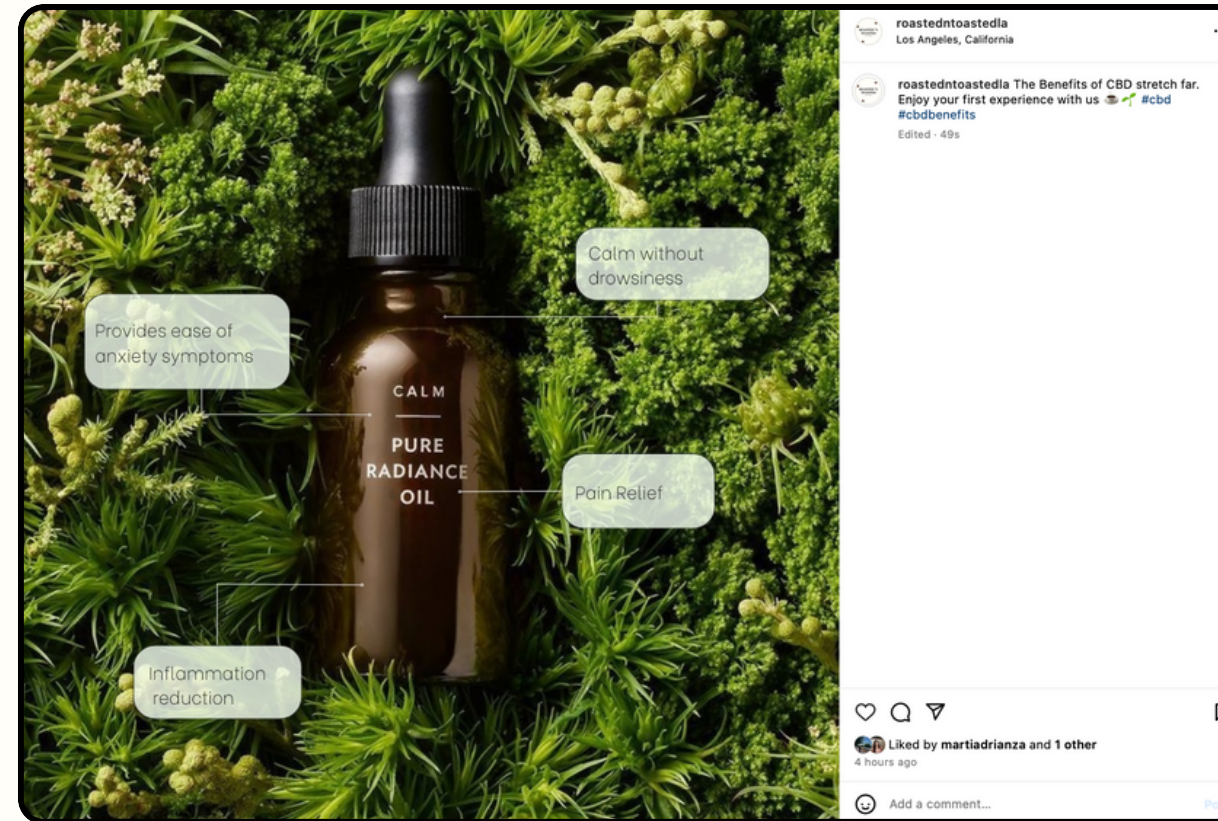 Calm without
drowsiness
Provides ease of
anxiety symptoms
CALM
PURE
RADIANCE
OIL
Pain Relief
Inflammation
reduction
roastedntoastedla
Los Angeles, California
roastedntoastedla The Benefits of CBD stretch far.
Enjoy your first experience with us ☕🌱 #cbd
#cbdbenefits
Edited · 49s
Liked by martiadrianza and 1 other
4 hours ago
Add a comment...